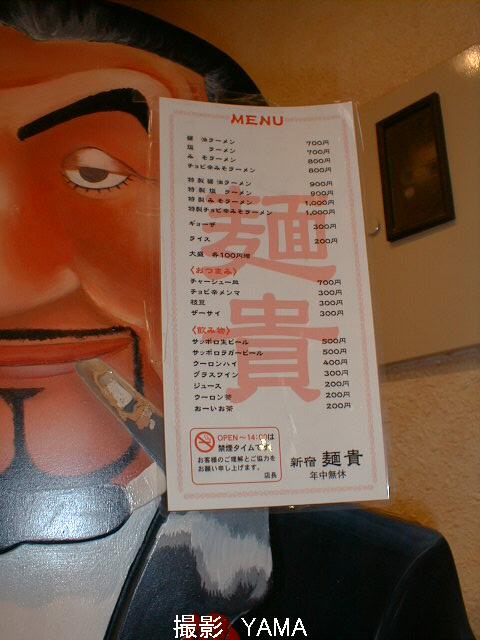 MENU
醤油ラーメン 700円
塩ラーメン 700円
みそラーメン 800円
チョビ辛みそラーメン 800円
特製醤油ラーメン 900円
特製塩ラーメン 900円
特製みそラーメン 1,000円
特製チョビ辛みそラーメン 1,000円
ギョーザ 300円
ライス 200円
大盛 各100円増
〈おつまみ〉
チャーシュー皿 700円
チョビ辛メンマ 300円
枝豆 300円
ザーサイ 300円
〈飲み物〉
サッポロ生ビール 500円
サッポロラガービール 500円
ウーロンハイ 400円
グラスワイン 300円
ジュース 200円
ウーロン茶 200円
おーいお茶 200円
麺貴
OPEN〜14:00は
禁煙タイムです
お客様のご理解とご協力を
お願い申し上げます。
店長
新宿 麺貴
年中無休
撮影 YAMA